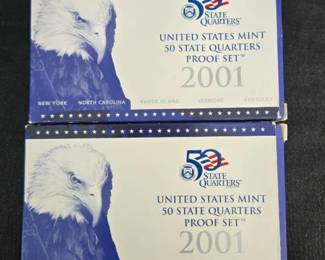 50
STATE
QUARTERS
UNITED STATES MINT
50 STATE QUARTERS
PROOF SET™
2001
NEW YORK NORTH CAROLINA RHODE ISLAND VERMONT KENTUCKY
50
STATE
QUARTERS
UNITED STATES MINT
50 STATE QUARTERS
PROOF SET™
2001